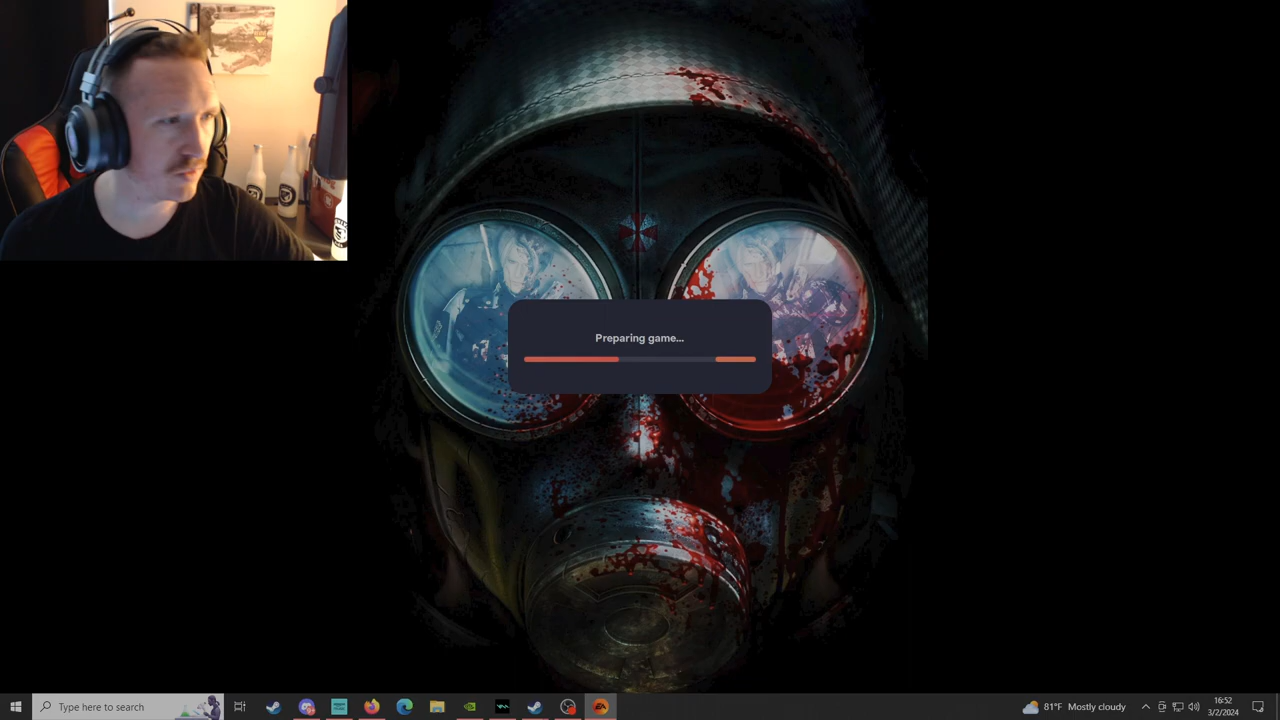 Preparing game...
Type here to search
81°F Mostly cloudy
16:52
3/2/2024